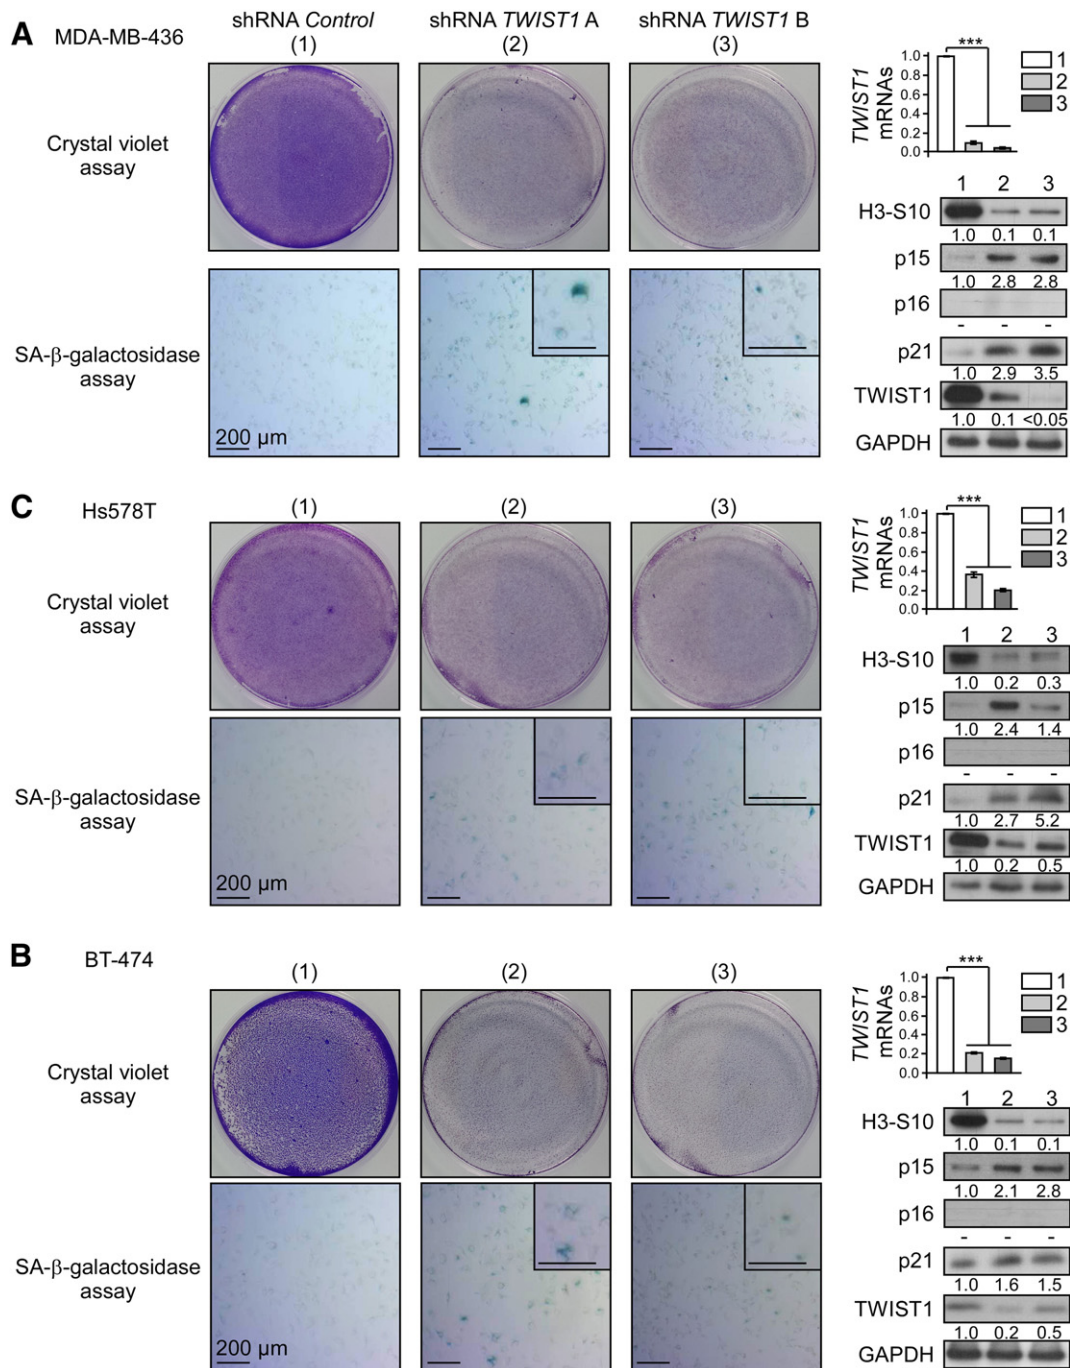 A
MDA-MB-436
shRNA Control
(1)
shRNA TWIST1 A
(2)
shRNA TWIST1 B
(3)
Crystal violet
assay
SA-β-galactosidase
assay
200 μm
TWIST1
mRNAs
1.0
0.8
0.6
0.4
0.2
0.0
***
1
2
3
1 2 3
H3-S10
1.0 0.1 0.1
p15
1.0 2.8 2.8
p16
- - -
p21
1.0 2.9 3.5
TWIST1
1.0 0.1 <0.05
GAPDH
C
Hs578T
(1)
(2)
(3)
Crystal violet
assay
SA-β-galactosidase
assay
200 μm
TWIST1
mRNAs
1.0
0.8
0.6
0.4
0.2
0.0
***
1
2
3
1 2 3
H3-S10
1.0 0.2 0.3
p15
1.0 2.4 1.4
p16
- - -
p21
1.0 2.7 5.2
TWIST1
1.0 0.2 0.5
GAPDH
B
BT-474
(1)
(2)
(3)
Crystal violet
assay
SA-β-galactosidase
assay
200 μm
TWIST1
mRNAs
1.0
0.8
0.6
0.4
0.2
0.0
***
1
2
3
1 2 3
H3-S10
1.0 0.1 0.1
p15
1.0 2.1 2.8
p16
- - -
p21
1.0 1.6 1.5
TWIST1
1.0 0.2 0.5
GAPDH